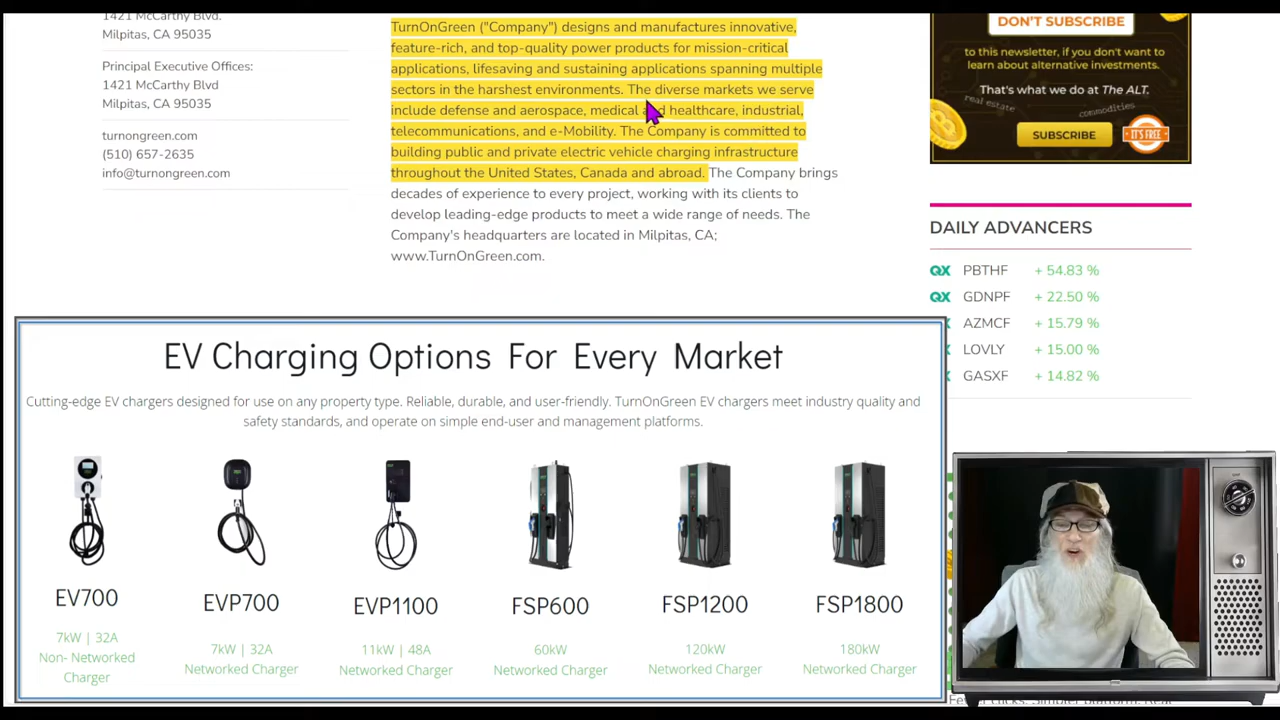 1421 McCarthy Blvd.
Milpitas, CA 95035
Principal Executive Offices:
1421 McCarthy Blvd
Milpitas, CA 95035
turnongreen.com
(510) 657-2635
info@turnongreen.com
TurnOnGreen ("Company") designs and manufactures innovative,
feature-rich, and top-quality power products for mission-critical
applications, lifesaving and sustaining applications spanning multiple
sectors in the harshest environments. The diverse markets we serve
include defense and aerospace, medical and healthcare, industrial,
telecommunications, and e-Mobility. The Company is committed to
building public and private electric vehicle charging infrastructure
throughout the United States, Canada and abroad. The Company brings
decades of experience to every project, working with its clients to
develop leading-edge products to meet a wide range of needs. The
Company's headquarters are located in Milpitas, CA;
www.TurnOnGreen.com.
DON'T SUBSCRIBE
to this newsletter, if you don't want to
learn about alternative investments.
That's what we do at The ALT.
real estate
commodities
SUBSCRIBE
IT'S FREE
DAILY ADVANCERS
QX PBTHF + 54.83 %
QX GDNPF + 22.50 %
AZMCF + 15.79 %
LOVLY + 15.00 %
GASXF + 14.82 %
EV Charging Options For Every Market
Cutting-edge EV chargers designed for use on any property type. Reliable, durable, and user-friendly. TurnOnGreen EV chargers meet industry quality and
safety standards, and operate on simple end-user and management platforms.
EV700
7kW | 32A
Non- Networked
Charger
EVP700
7kW | 32A
Networked Charger
EVP1100
11kW | 48A
Networked Charger
FSP600
60kW
Networked Charger
FSP1200
120kW
Networked Charger
FSP1800
180kW
Networked Charger